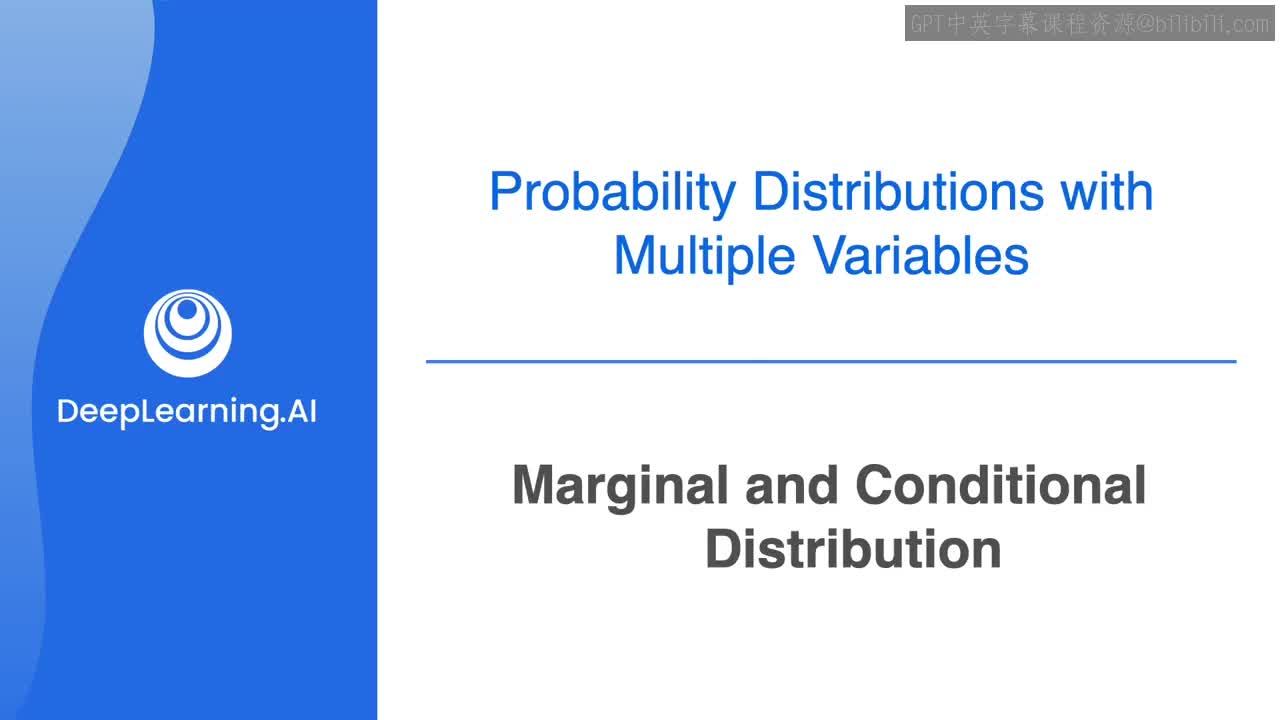 GPT中英字幕课程资源@bilibili.com
Probability Distributions with
Multiple Variables
DeepLearning.AI
Marginal and Conditional
Distribution